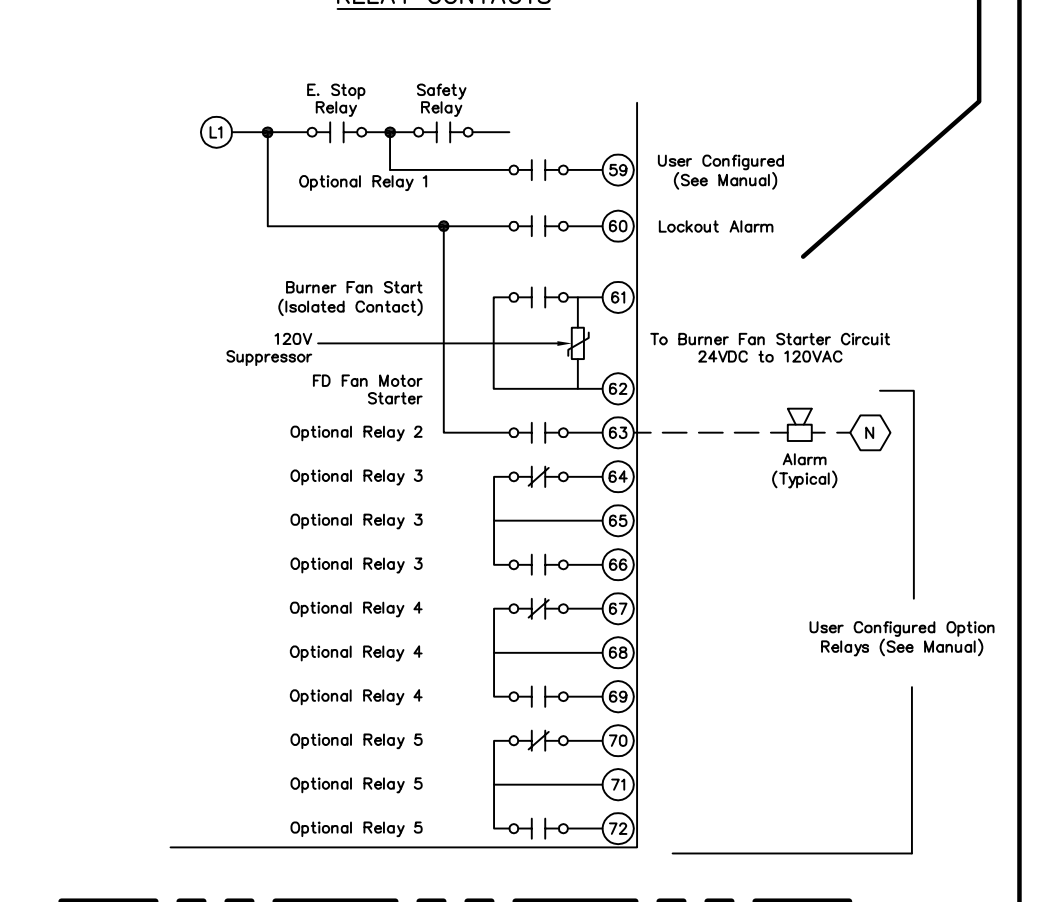 RELAY CONTACTS
E. Stop
Relay
Safety
Relay
L1
59
User Configured
(See Manual)
Optional Relay 1
60
Lockout Alarm
Burner Fan Start
(Isolated Contact)
61
120V
Suppressor
To Burner Fan Starter Circuit
24VDC to 120VAC
FD Fan Motor
Starter
62
Optional Relay 2
63
N
Alarm
(Typical)
Optional Relay 3
64
Optional Relay 3
65
Optional Relay 3
66
Optional Relay 4
67
User Configured Option
Relays (See Manual)
Optional Relay 4
68
Optional Relay 4
69
Optional Relay 5
70
Optional Relay 5
71
Optional Relay 5
72